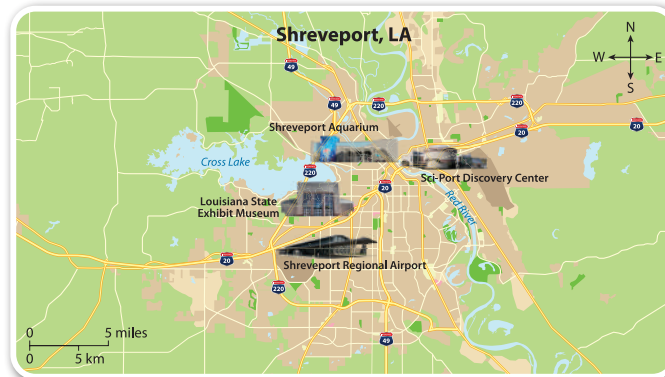 Shreveport, LA
N
W E
S
49
49
220
220
20
20
Shreveport Aquarium
Cross Lake
220
Sci-Port Discovery Center
20
Louisiana State
Exhibit Museum
Red River
20
Shreveport Regional Airport
220
0 5 miles
0 5 km
49